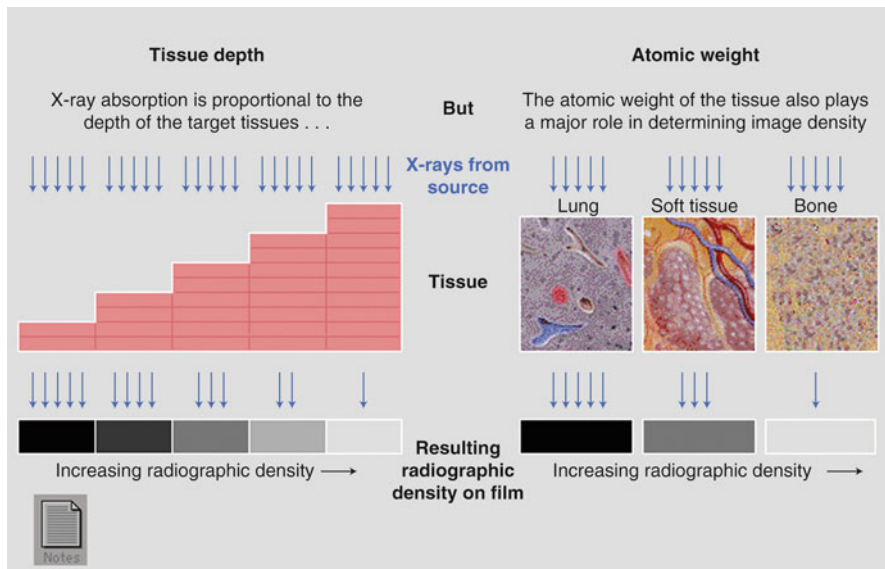 Tissue depth
X-ray absorption is proportional to the
depth of the target tissues . . .
But
Atomic weight
The atomic weight of the tissue also plays
a major role in determining image density
X-rays from
source
Lung
Soft tissue
Bone
Tissue
Resulting
radiographic
density on film
Increasing radiographic density
Increasing radiographic density
Notes